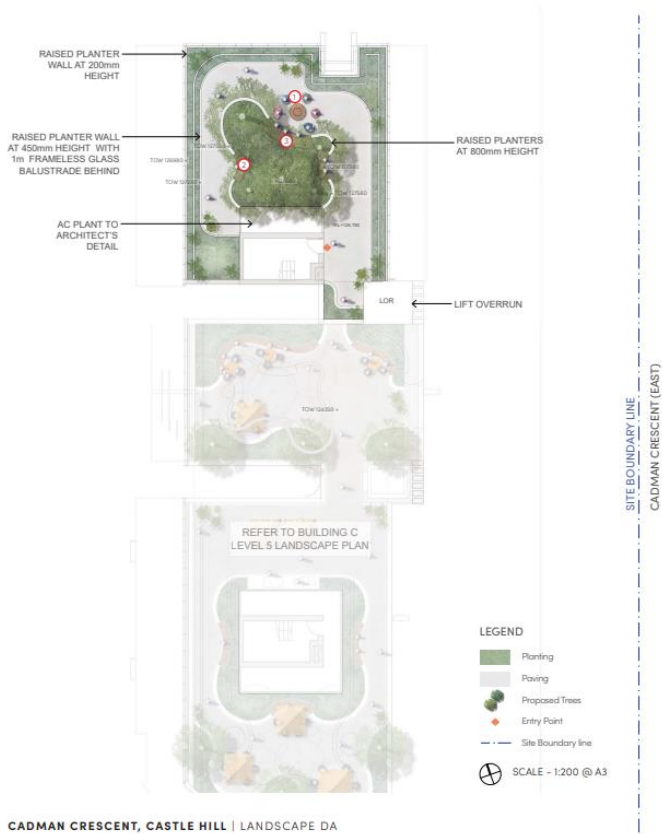 RAISED PLANTER
WALL AT 200mm
HEIGHT
1
RAISED PLANTER WALL
AT 450mm HEIGHT WITH
1m FRAMELESS GLASS
BALUSTRADE BEHIND
3
2
RAISED PLANTERS
AT 800mm HEIGHT
AC PLANT TO
ARCHITECT'S
DETAIL
LOR
LIFT OVERRUN
SITE BOUNDARY LINE
CADMAN CRESCENT (EAST)
REFER TO BUILDING C
LEVEL 5 LANDSCAPE PLAN
LEGEND
Planting
Paving
Proposed Trees
Entry Point
Site Boundary line
SCALE - 1:200 @ A3
CADMAN CRESCENT, CASTLE HILL | LANDSCAPE DA